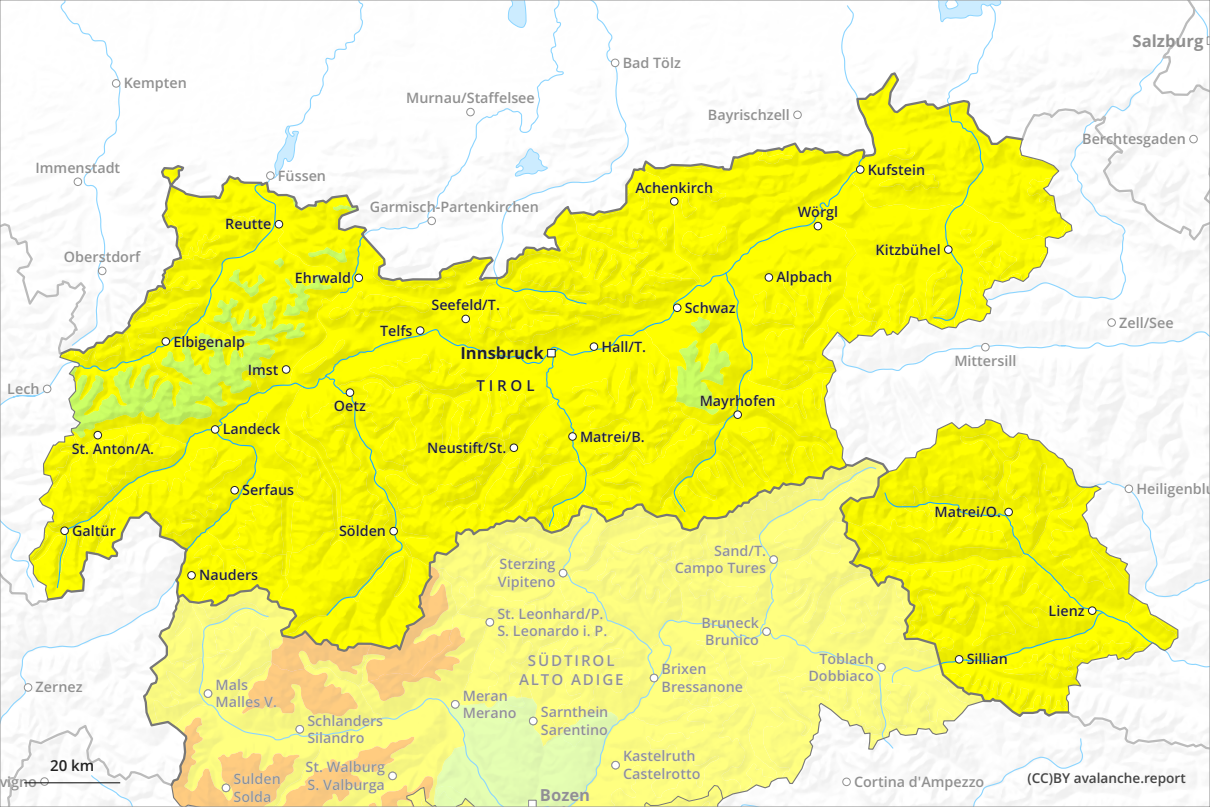 Salzburg
Bad Tölz
Kempten
Murnau/Staffelsee
Bayrischzell
Berchtesgaden
Immenstadt
Füssen
Kufstein
Achenkirch
Garmisch-Partenkirchen
Wörgl
Reutte
Kitzbühel
Oberstdorf
Ehrwald
Alpbach
Seefeld/T.
Schwaz
Telfs
Zell/See
Elbigenalp
Innsbruck
Hall/T.
Mittersill
Imst
TIROL
Lech
Oetz
Mayrhofen
Landeck
Matrei/B.
St. Anton/A.
Neustift/St.
Serfaus
Heiligenblu
Matrei/O.
Galtür
Sölden
Sand/T.
Campo Tures
Sterzing
Vipiteno
Nauders
Lienz
St. Leonhard/P.
S. Leonardo i. P.
Bruneck
Brunico
SÜDTIROL
ALTO ADIGE
Toblach
Dobbiaco
Sillian
Brixen
Bressanone
Zernez
Mals
Malles V.
Meran
Merano
Sarnthein
Sarentino
Schlanders
Silandro
Kastelruth
Castelrotto
20 km
St. Walburg
S. Valburga
vigno
Sulden
Solda
Cortina d'Ampezzo
(CC)BY avalanche.report
Bozen